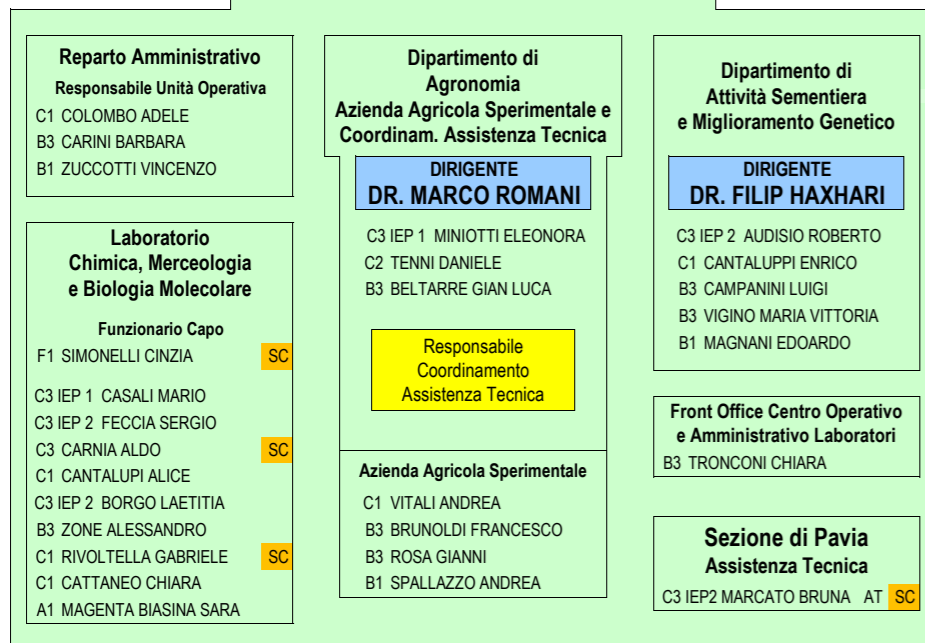 Reparto Amministrativo
Responsabile Unità Operativa
C1 COLOMBO ADELE
B3 CARINI BARBARA
B1 ZUCCOTTI VINCENZO
Laboratorio
Chimica, Merceologia
e Biologia Molecolare
Funzionario Capo
F1 SIMONELLI CINZIA SC
C3 IEP 1 CASALI MARIO
C3 IEP 2 FECCIA SERGIO
C3 CARNIA ALDO SC
C1 CANTALUPI ALICE
C3 IEP 2 BORGO LAETITIA
B3 ZONE ALESSANDRO
C1 RIVOLTELLA GABRIELE SC
C1 CATTANEO CHIARA
A1 MAGENTA BIASINA SARA
Dipartimento di
Agronomia
Azienda Agricola Sperimentale e
Coordinam. Assistenza Tecnica
DIRIGENTE
DR. MARCO ROMANI
C3 IEP 1 MINIOTTI ELEONORA
C2 TENNI DANIELE
B3 BELTARRE GIAN LUCA
Responsabile
Coordinamento
Assistenza Tecnica
Azienda Agricola Sperimentale
C1 VITALI ANDREA
B3 BRUNOLDI FRANCESCO
B3 ROSA GIANNI
B1 SPALLAZZO ANDREA
Dipartimento di
Attività Sementiera
e Miglioramento Genetico
DIRIGENTE
DR. FILIP HAXHARI
C3 IEP 2 AUDISIO ROBERTO
C1 CANTALUPPI ENRICO
B3 CAMPANINI LUIGI
B3 VIGINO MARIA VITTORIA
B1 MAGNANI EDOARDO
Front Office Centro Operativo
e Amministrativo Laboratori
B3 TRONCONI CHIARA
Sezione di Pavia
Assistenza Tecnica
C3 IEP2 MARCATO BRUNA AT SC